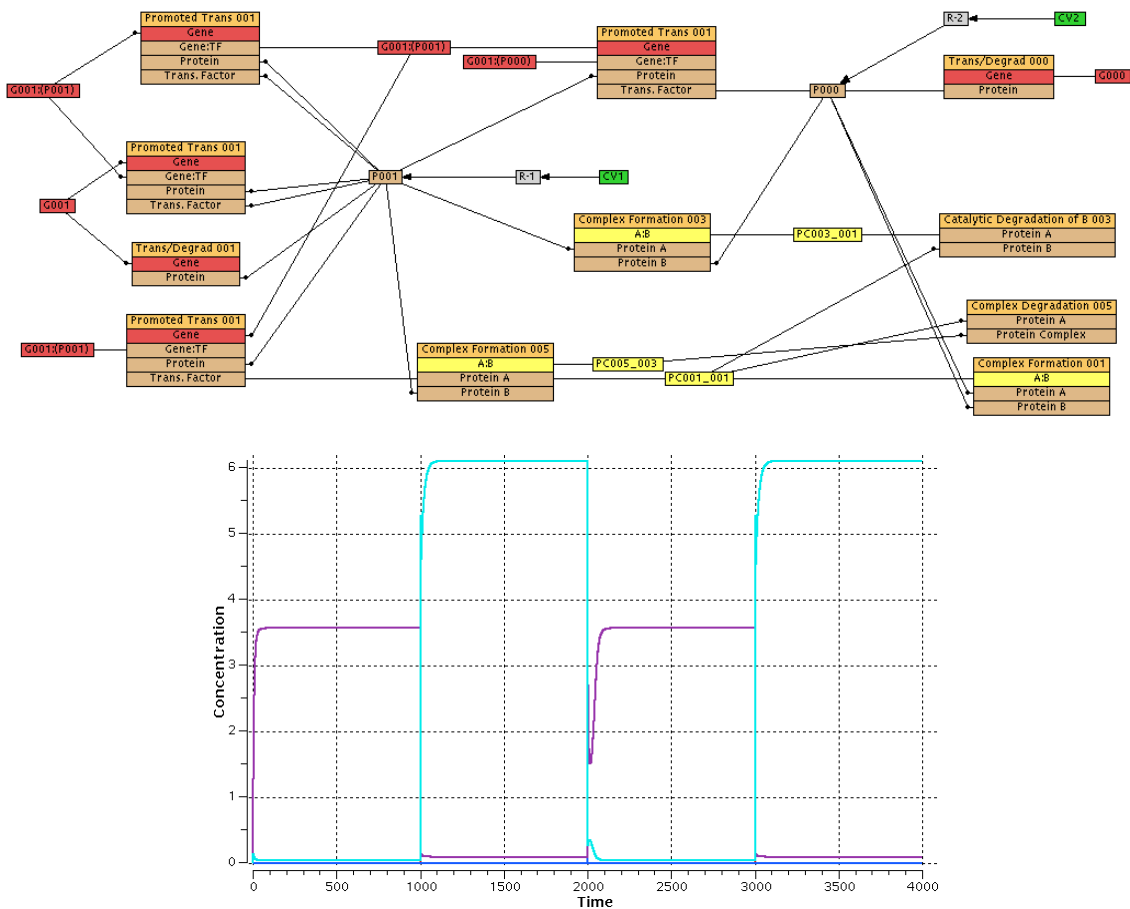 Promoted Trans 001
Gene
Gene:TF
Protein
Trans. Factor
G001:(P001)
Promoted Trans 001
Gene
Gene:TF
Protein
Trans. Factor
G001
Trans/Degrad 001
Gene
Protein
Promoted Trans 001
Gene
Gene:TF
Protein
Trans. Factor
G001:(P001)
G001:(P001)
G001:(P000)
Promoted Trans 001
Gene
Gene:TF
Protein
Trans. Factor
P001
R-1
CV1
R-2
CV2
P000
Trans/Degrad 000
Gene
Protein
G000
Complex Formation 003
A:B
Protein A
Protein B
PC003_001
Catalytic Degradation of B 003
Protein A
Protein B
Complex Formation 005
A:B
Protein A
Protein B
PC005_003
PC001_001
Complex Degradation 005
Protein A
Protein Complex
Complex Formation 001
A:B
Protein A
Protein B
Concentration
6
5
4
3
2
1
0
0 500 1000 1500 2000 2500 3000 3500 4000
Time